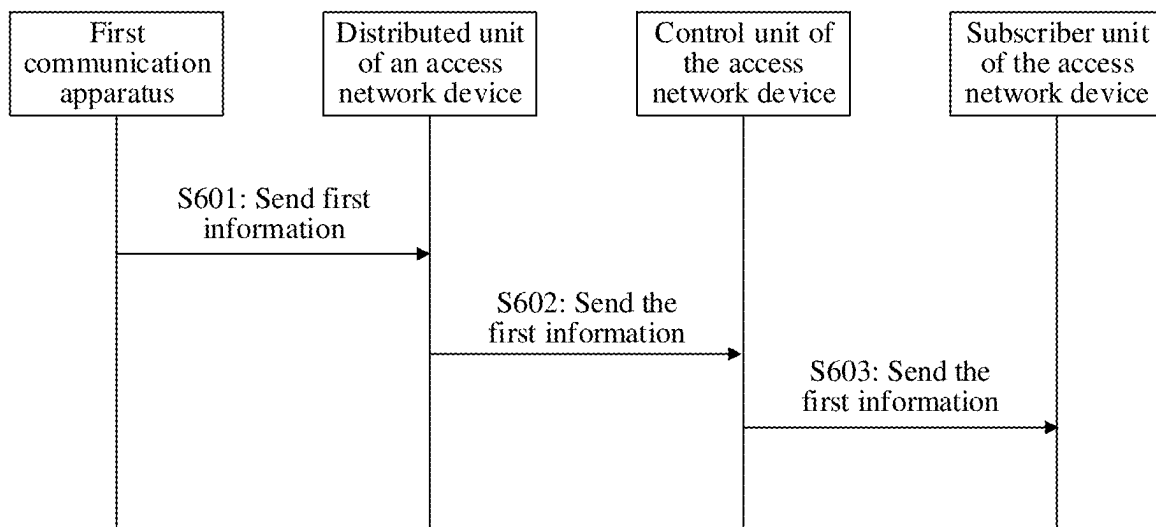 First
communication
apparatus
Distributed unit
of an access
network device
Control unit of
the access
network device
Subscriber unit
of the access
network device
S601: Send first
information
S602: Send the
first information
S603: Send the
first information